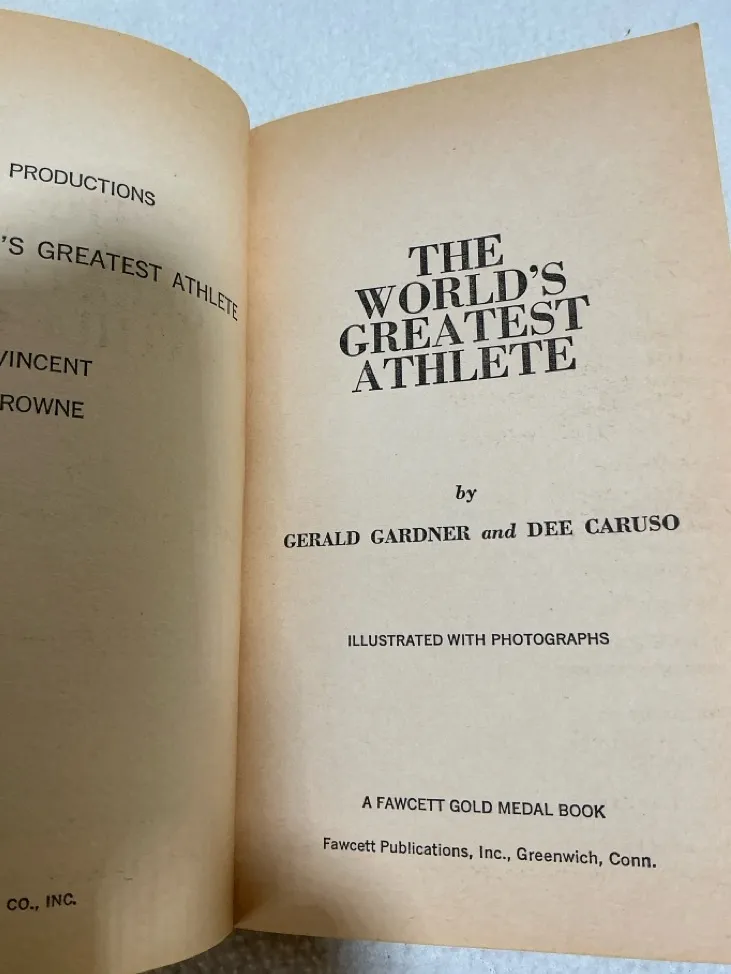 PRODUCTIONS
'S GREATEST ATHLETE
VINCENT
ROWNE
CO., INC.
THE
WORLD'S
GREATEST
ATHLETE
by
GERALD GARDNER and DEE CARUSO
ILLUSTRATED WITH PHOTOGRAPHS
A FAWCETT GOLD MEDAL BOOK
Fawcett Publications, Inc., Greenwich, Conn.